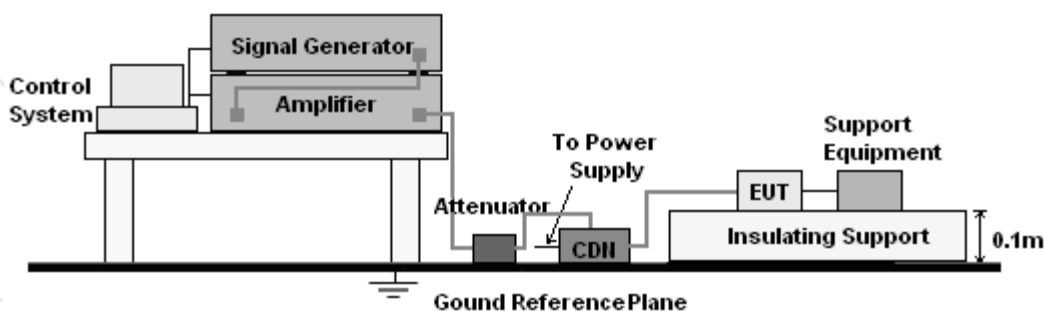 Signal Generator
Control
System
Amplifier
To Power
Supply
Support
Equipment
Attenuator
EUT
CDN
Insulating Support
0.1m
Gound Reference Plane